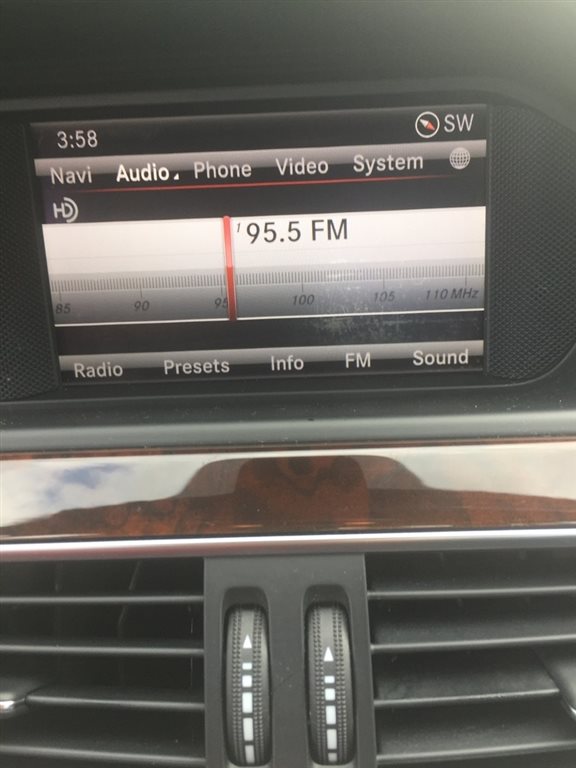 3:58 SW
Navi Audio Phone Video System
HD
1 95.5 FM
85 90 95 100 105 110 MHz
Radio Presets Info FM Sound